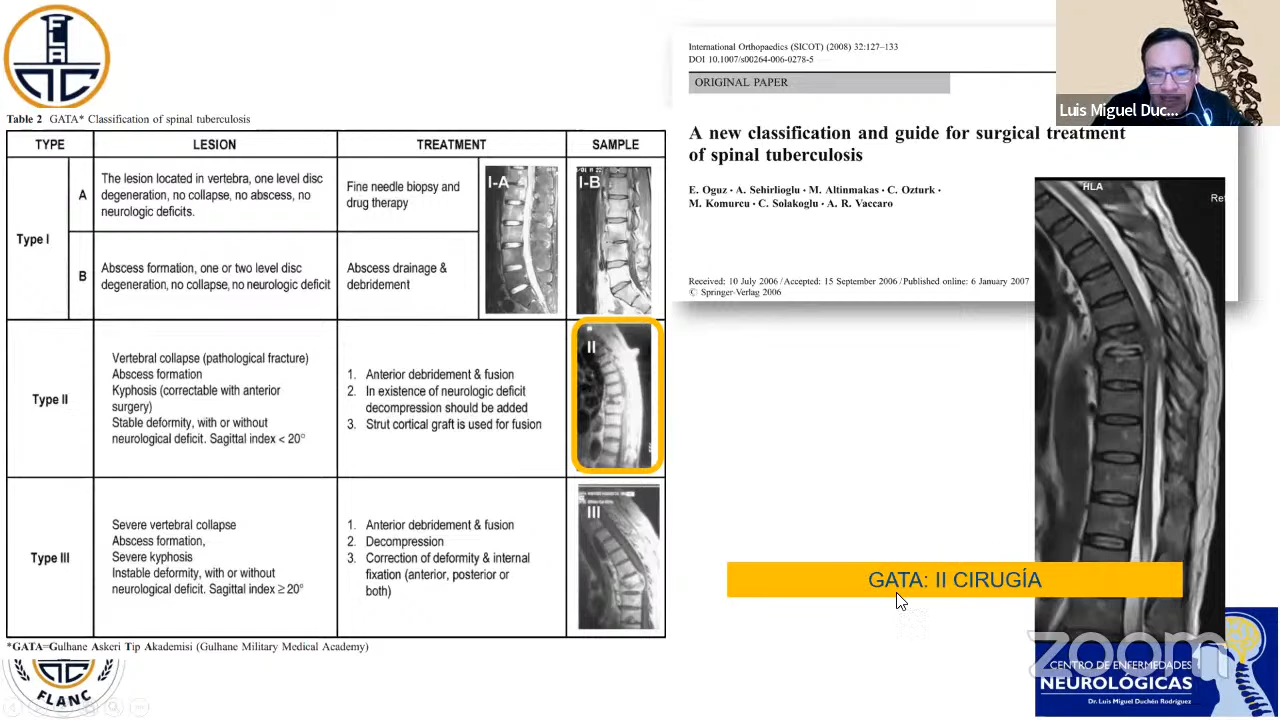 FLANC
Table 2 GATA* Classification of spinal tuberculosis
TYPE
LESION
TREATMENT
SAMPLE
Type I
A
The lesion located in vertebra, one level disc
degeneration, no collapse, no abscess, no
neurologic deficits.
Fine needle biopsy and
drug therapy
I-A
I-B
B
Abscess formation, one or two level disc
degeneration, no collapse, no neurologic deficit
Abscess drainage &
debridement
Type II
Vertebral collapse (pathological fracture)
Abscess formation
Kyphosis (correctable with anterior
surgery)
Stable deformity, with or without
neurological deficit. Sagittal index < 20°
1. Anterior debridement & fusion
2. In existence of neurologic deficit
decompression should be added
3. Strut cortical graft is used for fusion
II
Type III
Severe vertebral collapse
Abscess formation,
Severe kyphosis
Instable deformity, with or without
neurological deficit. Sagittal index ≥ 20°
1. Anterior debridement & fusion
2. Decompression
3. Correction of deformity & internal
fixation (anterior, posterior or
both)
III
*GATA=Gulhane Askeri Tip Akademisi (Gulhane Military Medical Academy)
FLANC
International Orthopaedics (SICOT) (2008) 32:127–133
DOI 10.1007/s00264-006-0278-5
ORIGINAL PAPER
A new classification and guide for surgical treatment
of spinal tuberculosis
E. Oguz · A. Sehirlioglu · M. Altinmakas · C. Ozturk ·
M. Komurcu · C. Solakoglu · A. R. Vaccaro
Received: 10 July 2006 / Accepted: 15 September 2006 / Published online: 6 January 2007
© Springer-Verlag 2006
Luis Miguel Duc...
HLA
Ref
GATA: II CIRUGÍA
zoom
CENTRO DE ENFERMEDADES
NEUROLOGICAS
Dr. Luis Miguel Duchén Rodríguez